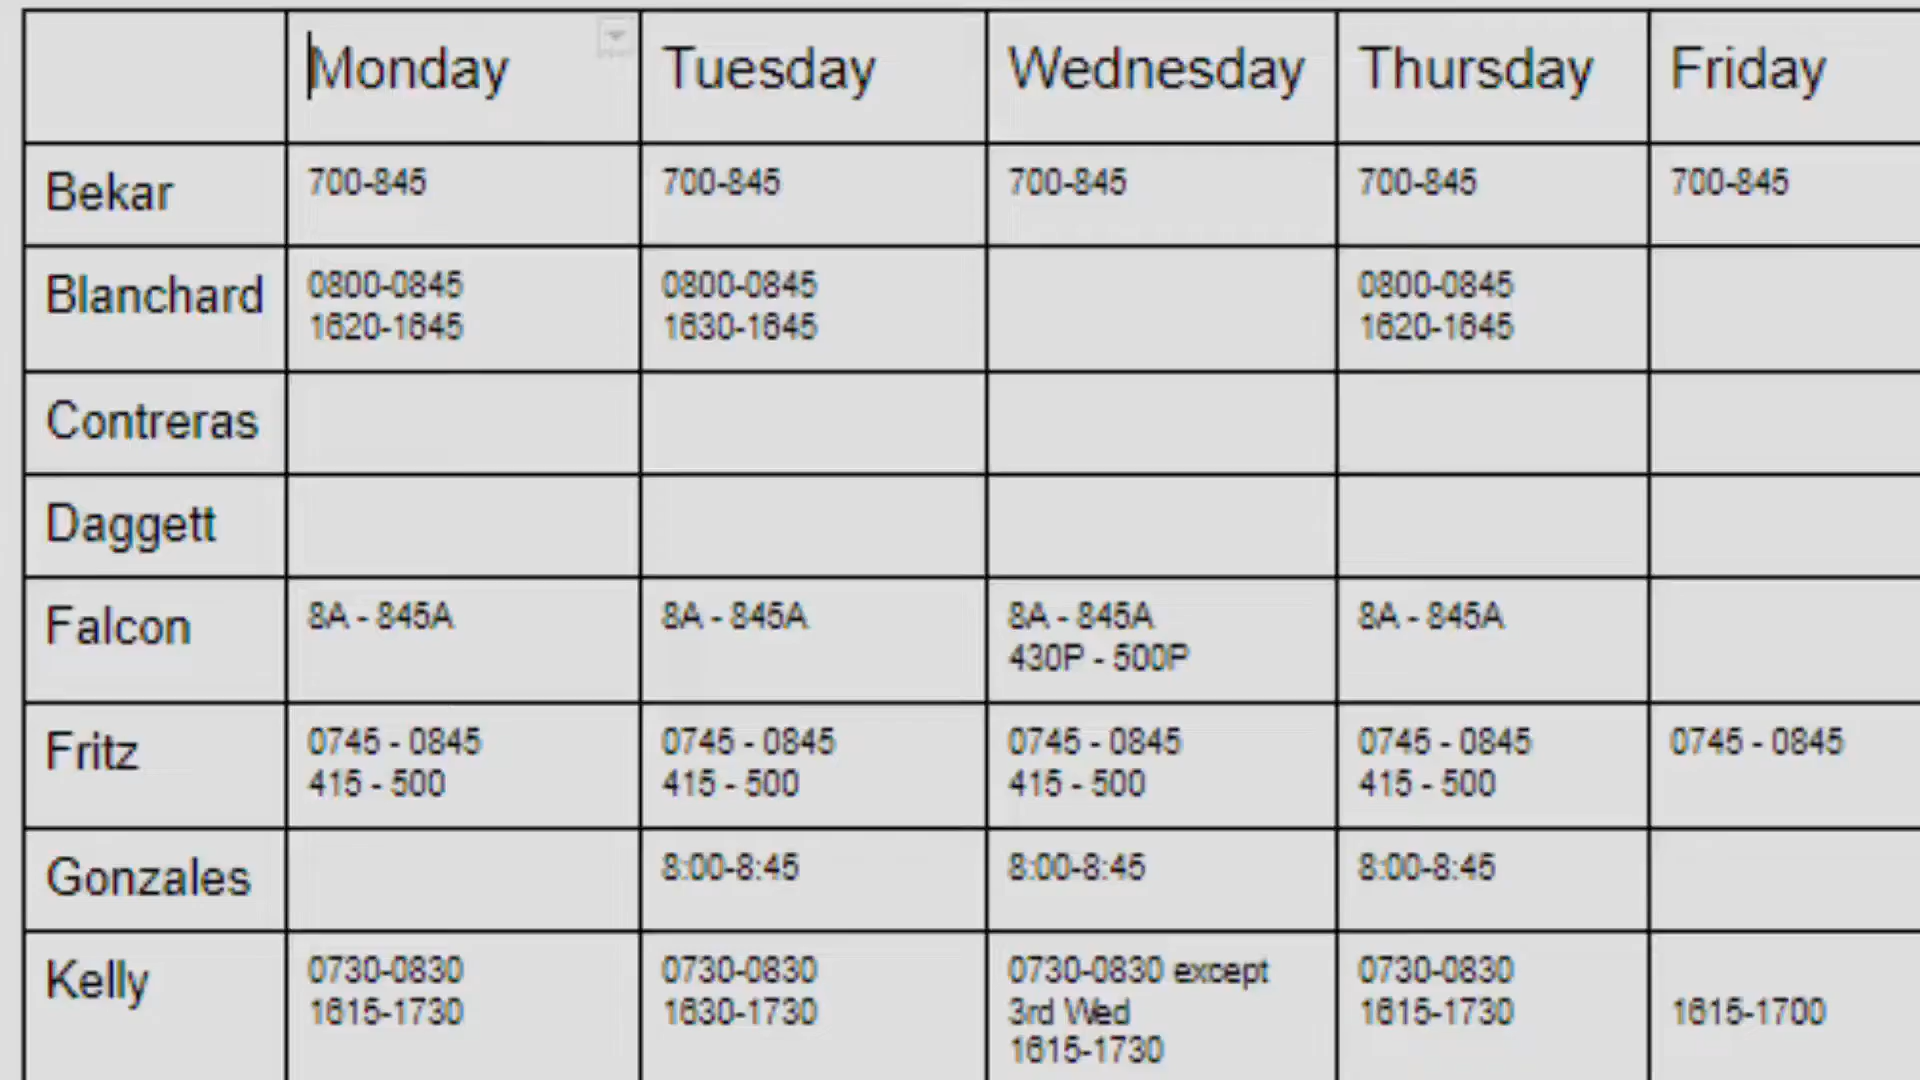 Monday Tuesday Wednesday Thursday Friday
Bekar 700-845 700-845 700-845 700-845 700-845
Blanchard 0800-0845 0800-0845 0800-0845
1620-1645 1630-1645 1620-1645
Contreras
Daggett
Falcon 8A - 845A 8A - 845A 8A - 845A 8A - 845A
430P - 500P
Fritz 0745 - 0845 0745 - 0845 0745 - 0845 0745 - 0845 0745 - 0845
415 - 500 415 - 500 415 - 500 415 - 500
Gonzales 8:00-8:45 8:00-8:45 8:00-8:45
Kelly 0730-0830 0730-0830 0730-0830 except 0730-0830
1615-1730 1630-1730 3rd Wed 1615-1730 1615-1700
1615-1730